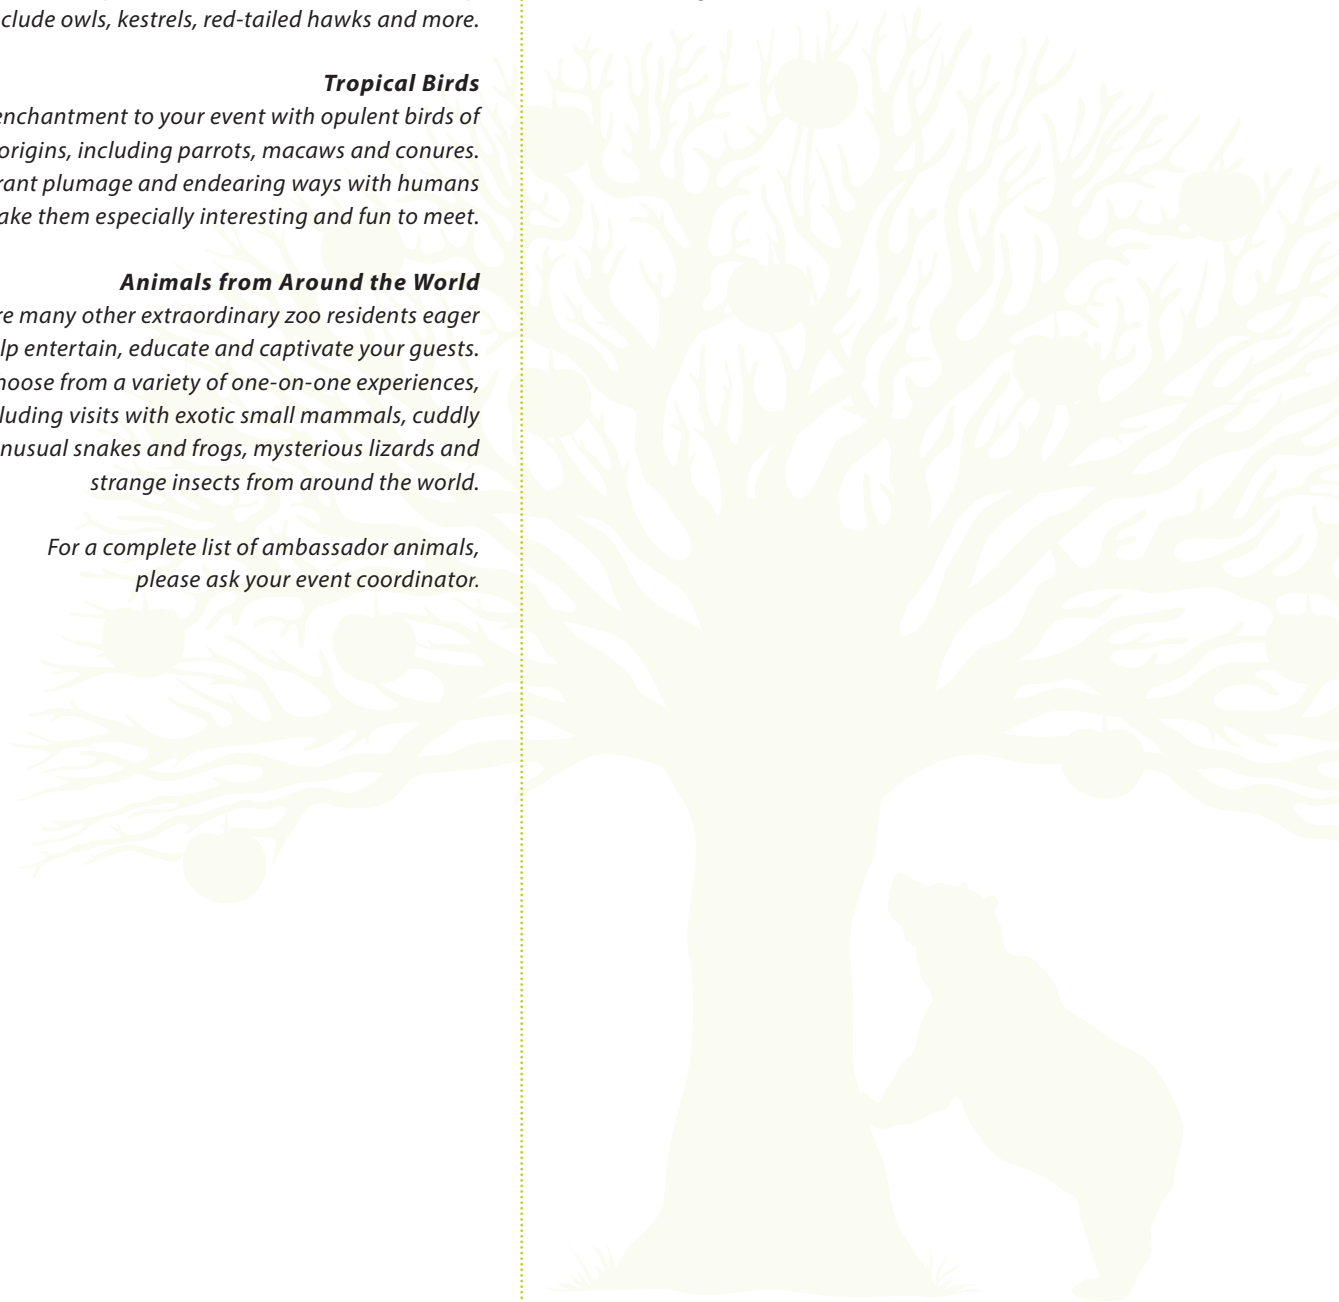 clude owls, kestrels, red-tailed hawks and more.
Tropical Birds
enchantment to your event with opulent birds of
origins, including parrots, macaws and conures.
rant plumage and endearing ways with humans
ake them especially interesting and fun to meet.
Animals from Around the World
re many other extraordinary zoo residents eager
lp entertain, educate and captivate your guests.
hoose from a variety of one-on-one experiences,
luding visits with exotic small mammals, cuddly
nusual snakes and frogs, mysterious lizards and
strange insects from around the world.
For a complete list of ambassador animals,
please ask your event coordinator.